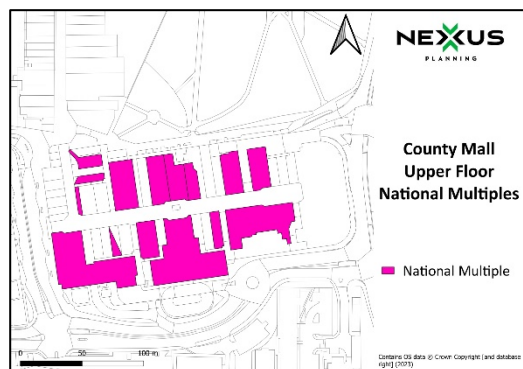 NEXUS
PLANNING
County Mall
Upper Floor
National Multiples
National Multiple
0 50 100 m
Contains OS data © Crown Copyright [and database
right] (2023)